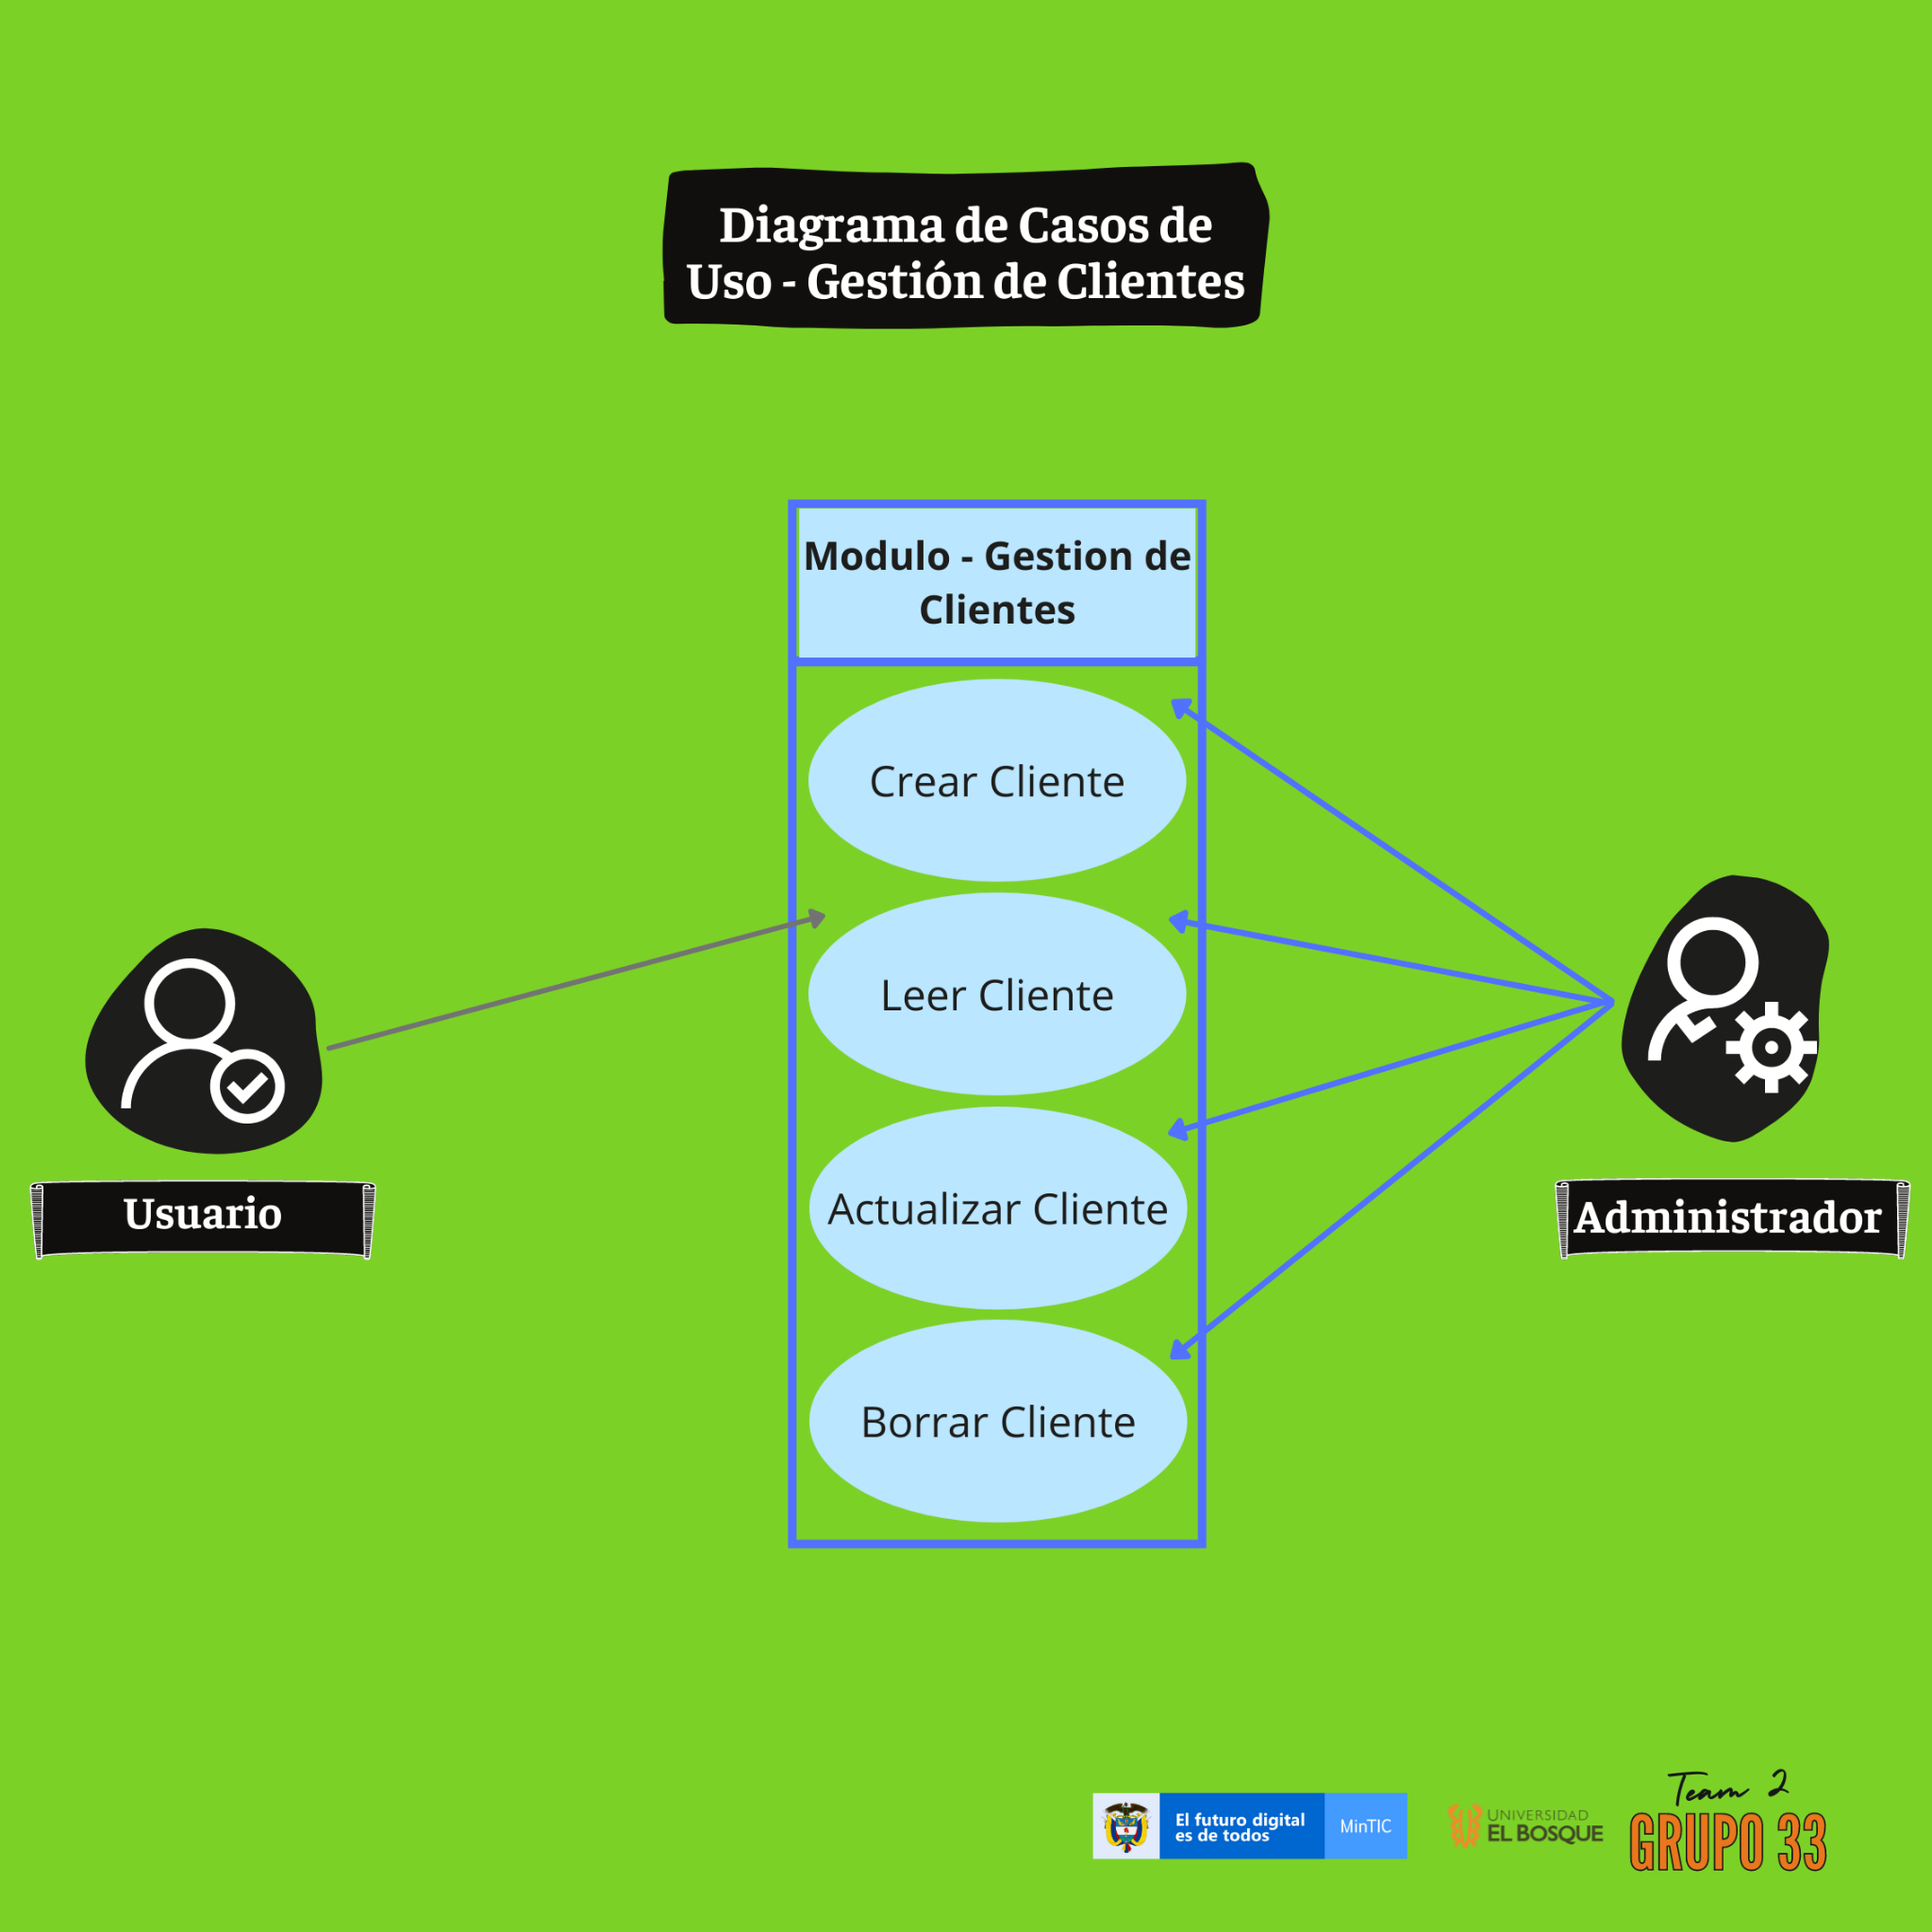 Diagrama de Casos de
Uso - Gestión de Clientes
Modulo - Gestion de
Clientes
Crear Cliente
Leer Cliente
Actualizar Cliente
Borrar Cliente
Usuario
Administrador
El futuro digital
es de todos
MinTIC
UNIVERSIDAD
EL BOSQUE
Team 2
GRUPO 33